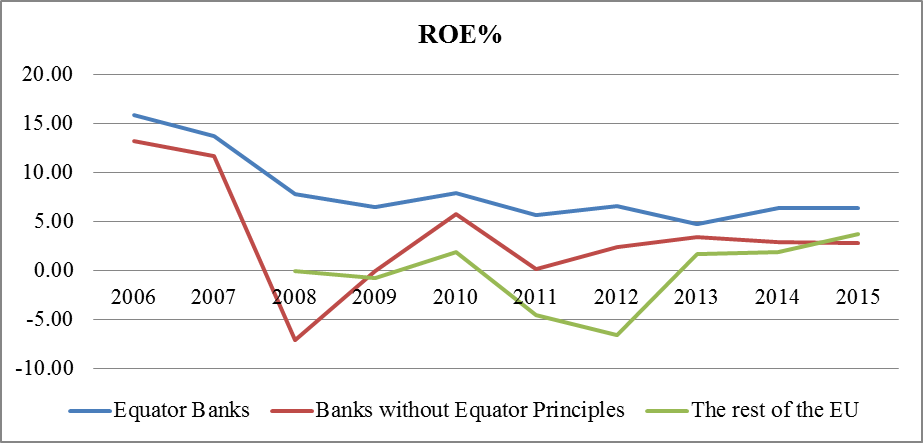 ROE%
20.00
15.00
10.00
5.00
0.00
-5.00
-10.00
2006 2007 2008 2009 2010 2011 2012 2013 2014 2015
Equator Banks Banks without Equator Principles The rest of the EU